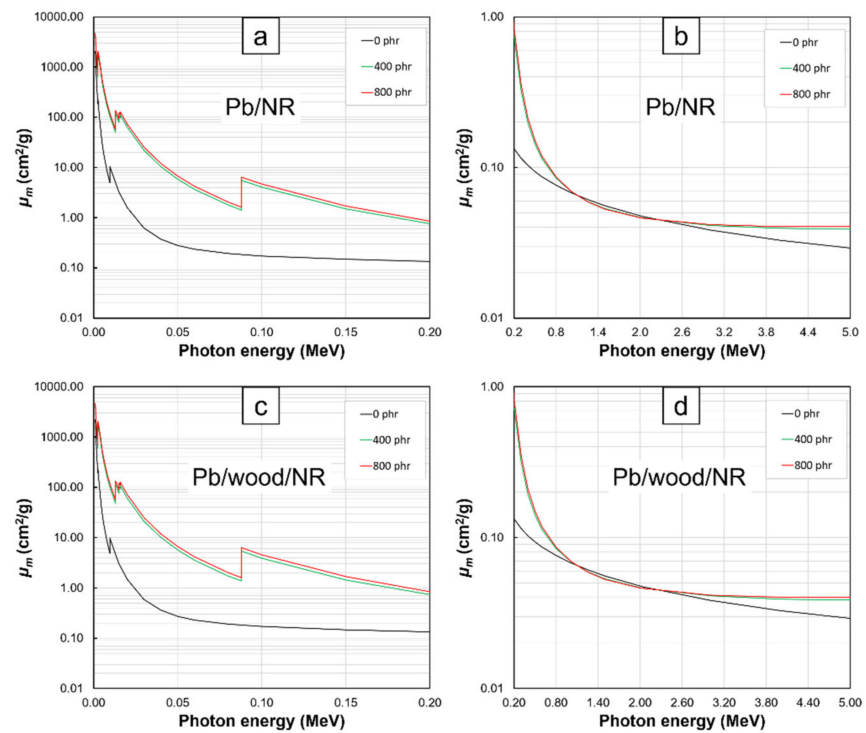 a
Pb/NR
0 phr
400 phr
800 phr
10000.00
1000.00
100.00
10.00
1.00
0.10
0.01
μm (cm²/g)
0.00 0.05 0.10 0.15 0.20
Photon energy (MeV)
b
Pb/NR
0 phr
400 phr
800 phr
1.00
0.10
0.01
μm (cm²/g)
0.2 0.8 1.4 2.0 2.6 3.2 3.8 4.4 5.0
Photon energy (MeV)
c
Pb/wood/NR
0 phr
400 phr
800 phr
10000.00
1000.00
100.00
10.00
1.00
0.10
0.01
μm (cm²/g)
0.00 0.05 0.10 0.15 0.20
Photon energy (MeV)
d
Pb/wood/NR
0 phr
400 phr
800 phr
1.00
0.10
0.01
μm (cm²/g)
0.20 0.80 1.40 2.00 2.60 3.20 3.80 4.40 5.00
Photon energy (MeV)